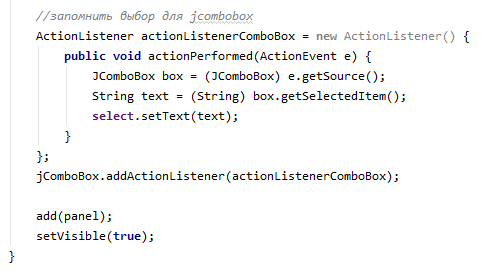 //запомнить выбор для jcombobox
ActionListener actionListenerComboBox = new ActionListener() {
public void actionPerformed(ActionEvent e) {
JComboBox box = (JComboBox) e.getSource();
String text = (String) box.getSelectedItem();
select.setText(text);
}
};
jComboBox.addActionListener(actionListenerComboBox);
add(panel);
setVisible(true);
}